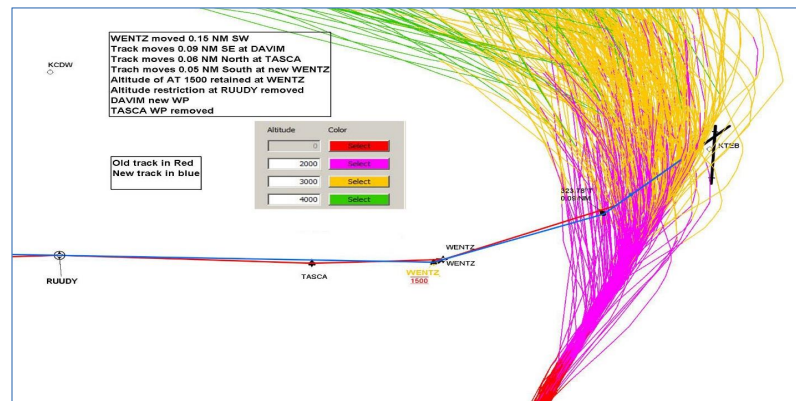 KCDW
WENTZ moved 0.15 NM SW
Track moves 0.09 NM SE at DAVIM
Track moves 0.06 NM North at TASCA
Trach moves 0.05 NM South at new WENTZ
Altitude of AT 1500 retained at WENTZ
Altitude restriction at RUUDY removed
DAVIM new WP
TASCA WP removed
Altitude Color
0 Select
2000 Select
3000 Select
4000 Select
Old track in Red
New track in blue
KTEB
0.09 NM
WENTZ
WENTZ
WENTZ
1500
TASCA
RUUDY